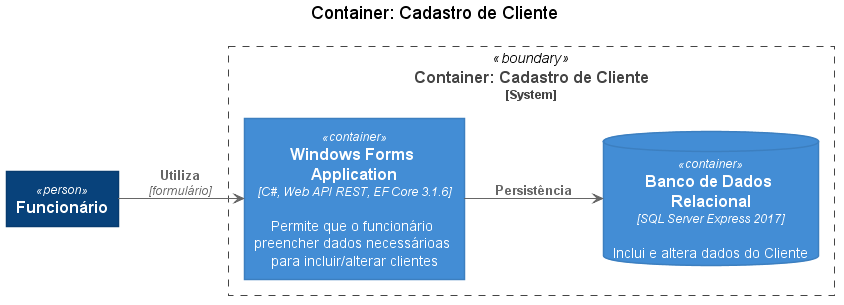 Container: Cadastro de Cliente
«boundary»
Container: Cadastro de Cliente
[System]
«person»
Funcionário
Utiliza
[formulário]
«container»
Windows Forms
Application
[C#, Web API REST, EF Core 3.1.6]
Permite que o funcionário
preencher dados necessárioas
para incluir/alterar clientes
Persistência
«container»
Banco de Dados
Relacional
[SQL Server Express 2017]
Inclui e altera dados do Cliente